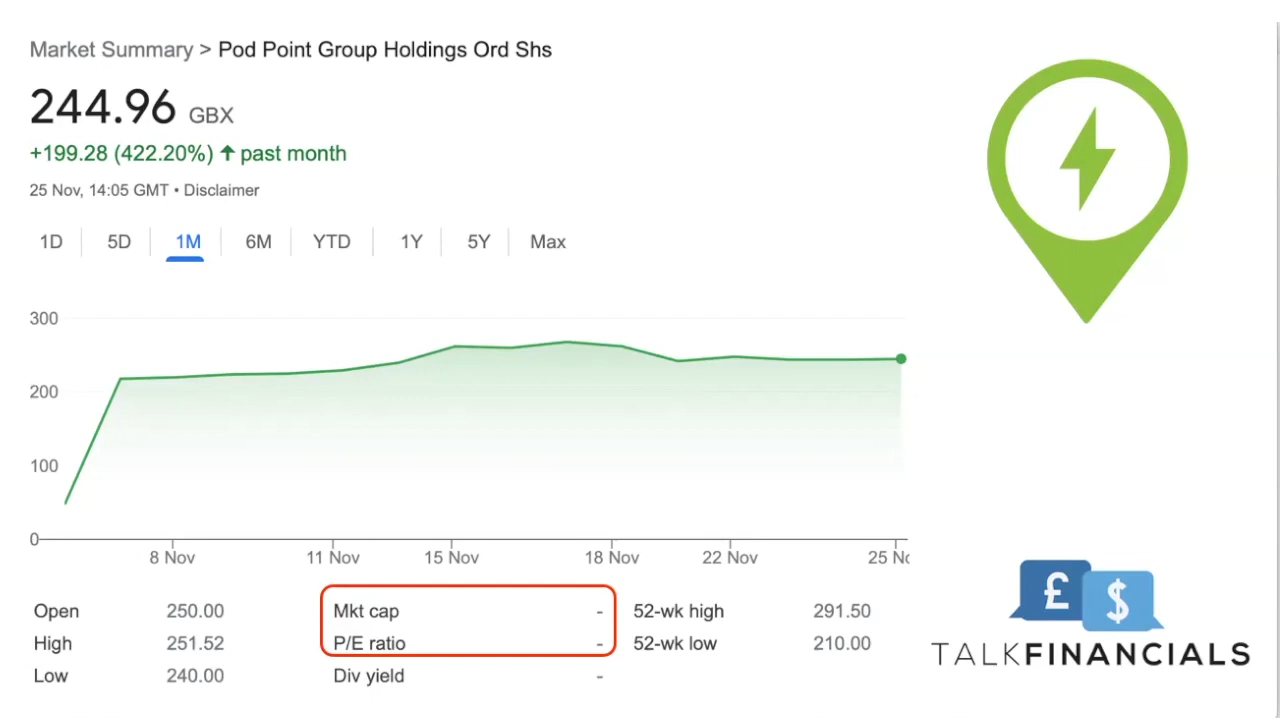 Market Summary > Pod Point Group Holdings Ord Shs
244.96 GBX
+199.28 (422.20%) ↑ past month
25 Nov, 14:05 GMT • Disclaimer
1D 5D 1M 6M YTD 1Y 5Y Max
300
200
100
0
8 Nov 11 Nov 15 Nov 18 Nov 22 Nov 25 No
Open 250.00 Mkt cap - 52-wk high 291.50
High 251.52 P/E ratio - 52-wk low 210.00
Low 240.00 Div yield -
£ $
TALKFINANCIALS